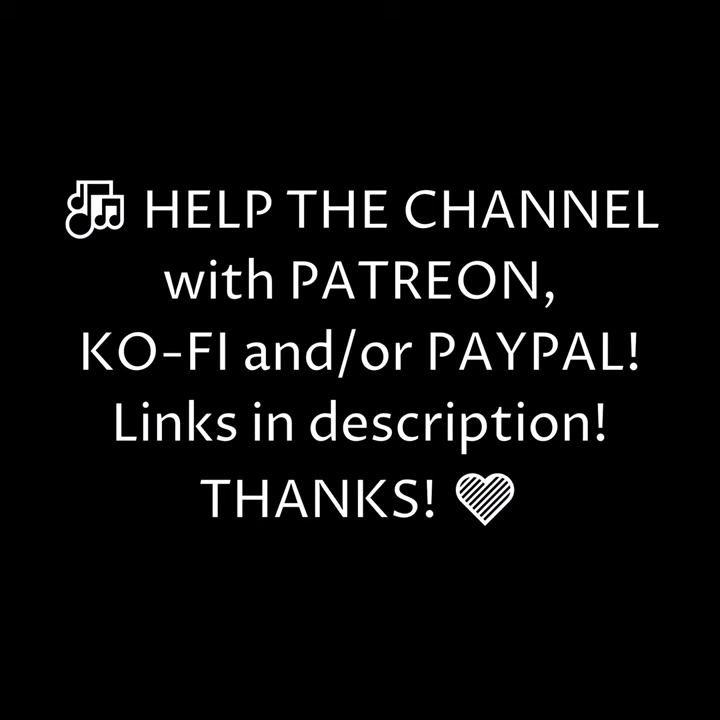 🎶 HELP THE CHANNEL
with PATREON,
KO-FI and/or PAYPAL!
Links in description!
THANKS! 💜